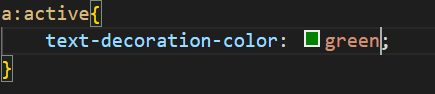 a:active{
    text-decoration-color: green;
}